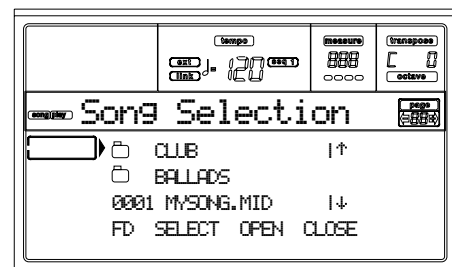 tempo measure transpose
ext link = 120 seq 1 888 C 0
octave
song play Song Selection page 88
CLUB
BALLADS
0001 MYSONG.MID
FD SELECT OPEN CLOSE